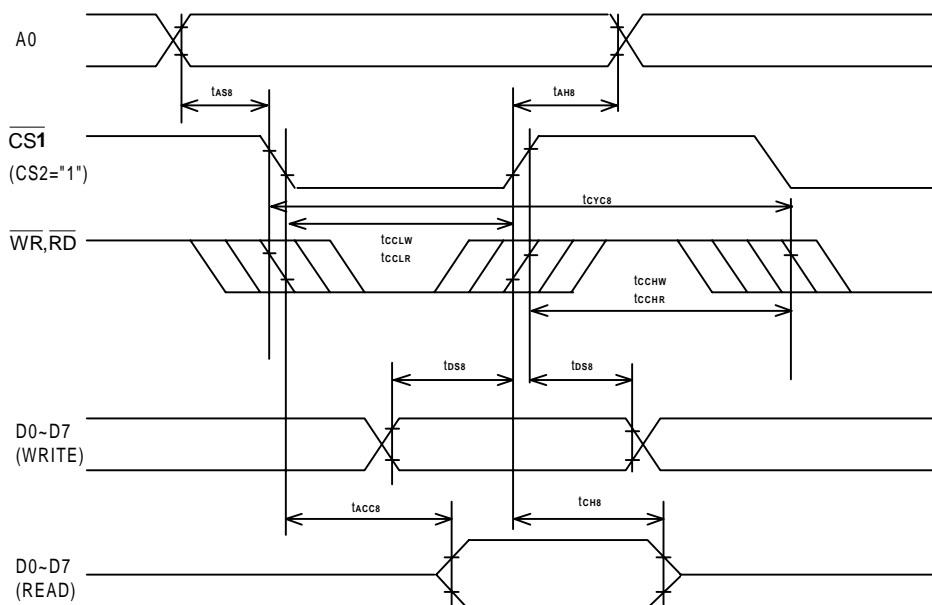 A0
tAS8 tAH8
CS1
(CS2="1")
tCYC8
WR,RD
tCCLW
tCCLR
tCCHW
tCCHR
tDS8 tDS8
D0~D7
(WRITE)
tACC8 tCH8
D0~D7
(READ)